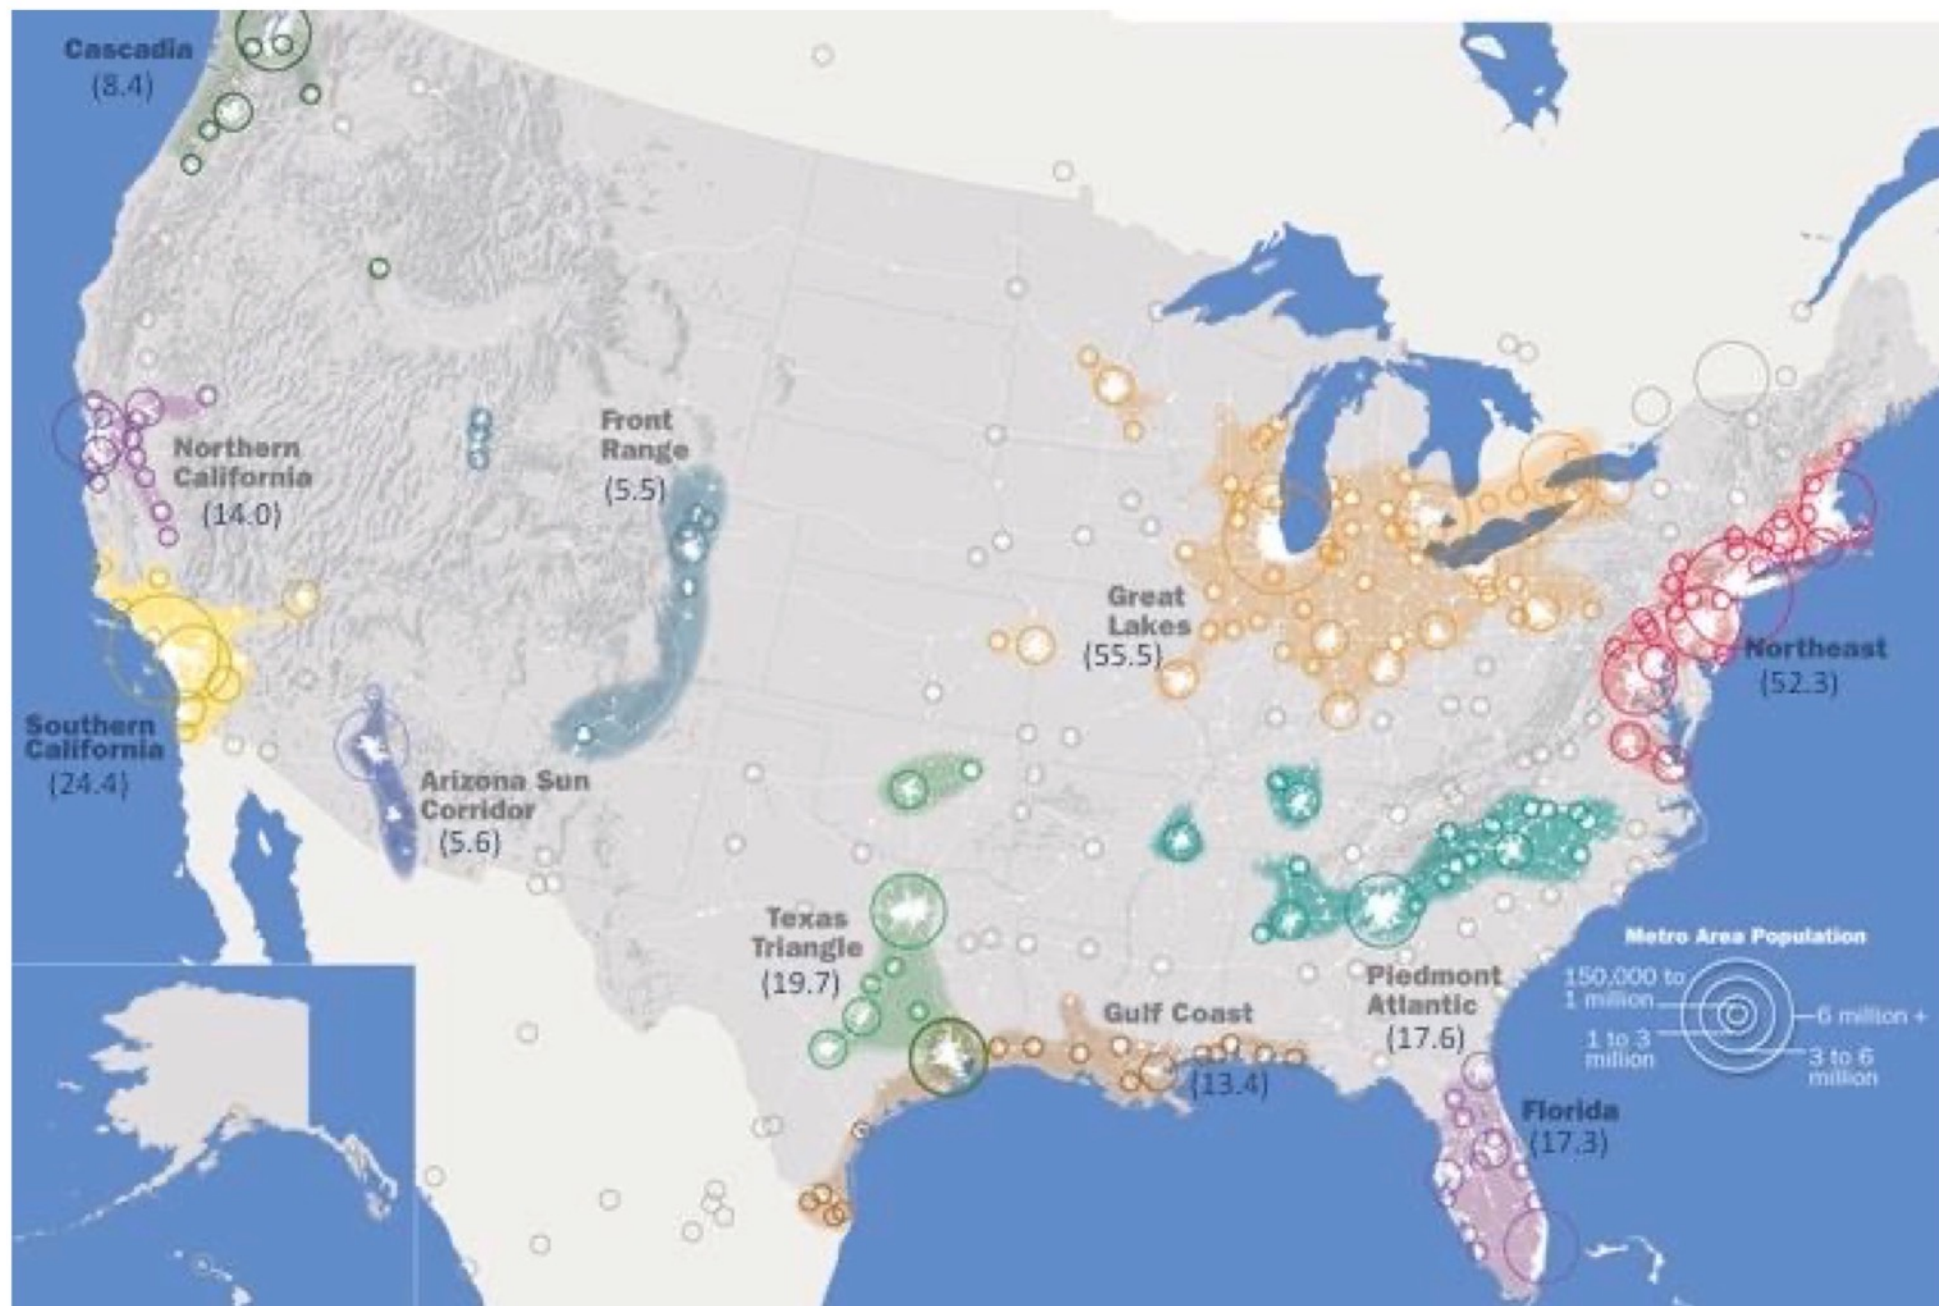 Cascadia
(8.4)
Northern
California
(14.0)
Front
Range
(5.5)
Great
Lakes
(55.5)
Northeast
(52.3)
Southern
California
(24.4)
Arizona Sun
Corridor
(5.6)
Texas
Triangle
(19.7)
Gulf Coast
(13.4)
Piedmont
Atlantic
(17.6)
Florida
(17.3)
Metro Area Population
150,000 to
1 million
6 million +
1 to 3
million
3 to 6
million